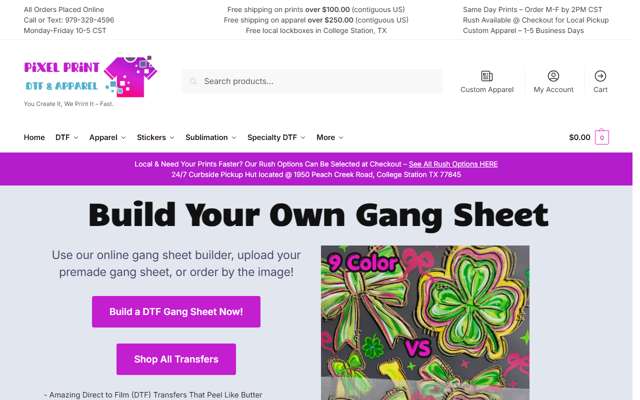 All Orders Placed Online
Call or Text: 979-329-4596
Monday-Friday 10-5 CST
Free shipping on prints over $100.00 (contiguous US)
Free shipping on apparel over $250.00 (contiguous US)
Free local lockboxes in College Station, TX
Same Day Prints – Order M-F by 2PM CST
Rush Available @ Checkout for Local Pickup
Custom Apparel – 1-5 Business Days
PIXEL PRINT
DTF & APPAREL
You Create It, We Print It – Fast.
Search products...
Custom Apparel
My Account
Cart
Home
DTF
Apparel
Stickers
Sublimation
Specialty DTF
More
$0.00
0
Local & Need Your Prints Faster? Our Rush Options Can Be Selected at Checkout – See All Rush Options HERE
24/7 Curbside Pickup Hut located @ 1950 Peach Creek Road, College Station TX 77845
Build Your Own Gang Sheet
Use our online gang sheet builder, upload your
premade gang sheet, or order by the image!
Build a DTF Gang Sheet Now!
Shop All Transfers
- Amazing Direct to Film (DTF) Transfers That Peel Like Butter
9 Color
VS